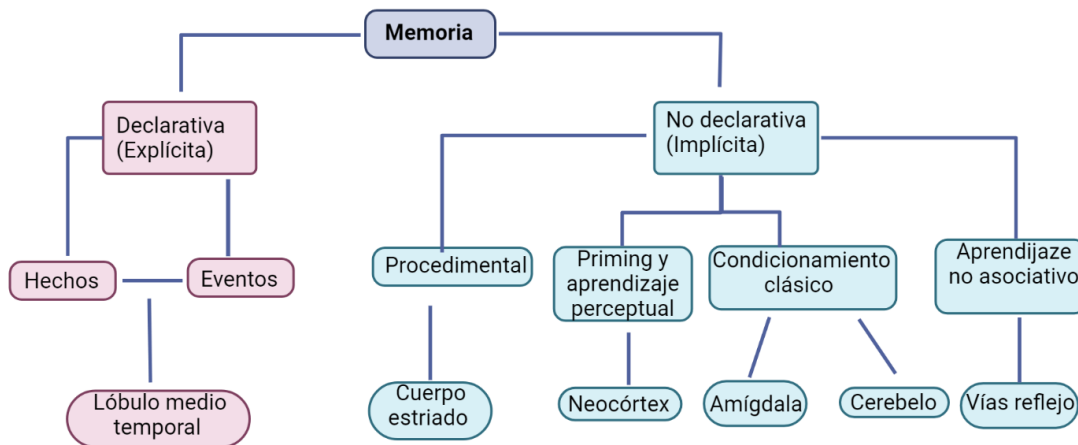 Memoria
Declarativa
(Explícita)
No declarativa
(Implícita)
Hechos
Eventos
Procedimental
Priming y
aprendizaje
perceptual
Condicionamiento
clásico
Aprendijaze
no asociativo
Lóbulo medio
temporal
Cuerpo
estriado
Neocórtex
Amígdala
Cerebelo
Vías reflejo